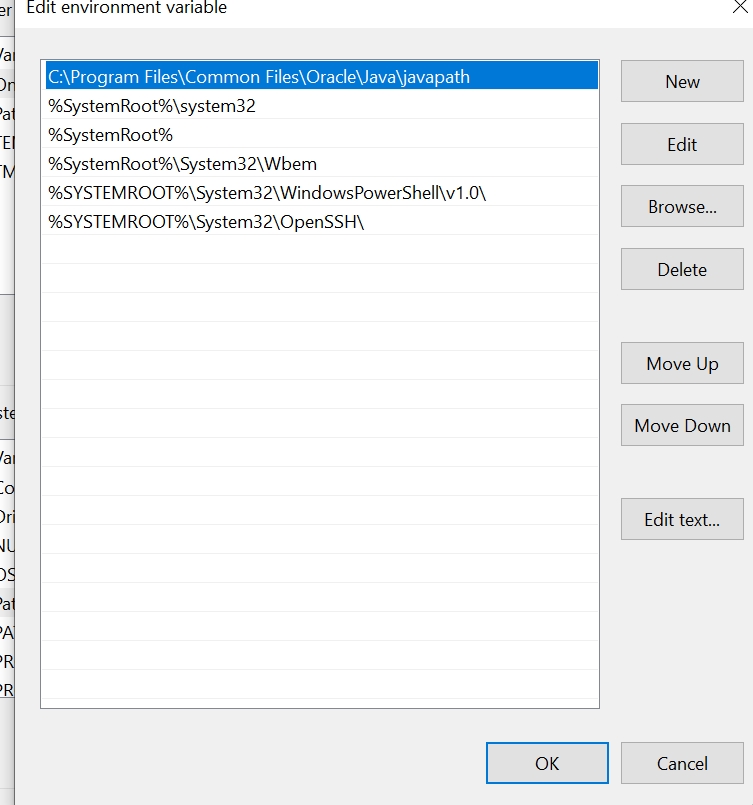 Edit environment variable
C:\Program Files\Common Files\Oracle\Java\javapath
%SystemRoot%\system32
%SystemRoot%
%SystemRoot%\System32\Wbem
%SYSTEMROOT%\System32\WindowsPowerShell\v1.0\
%SYSTEMROOT%\System32\OpenSSH\
New
Edit
Browse...
Delete
Move Up
Move Down
Edit text...
OK
Cancel